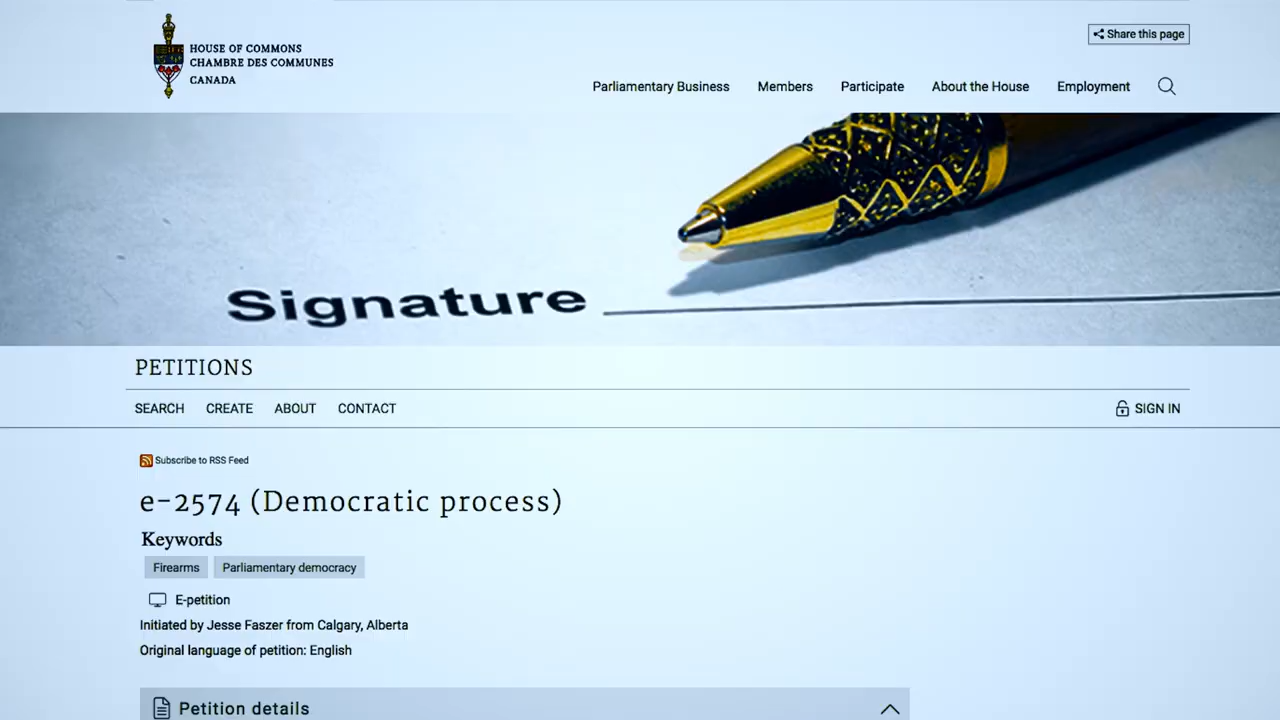 HOUSE OF COMMONS
CHAMBRE DES COMMUNES
CANADA
Share this page
Parliamentary Business Members Participate About the House Employment
Signature
PETITIONS
SEARCH CREATE ABOUT CONTACT SIGN IN
Subscribe to RSS Feed
e-2574 (Democratic process)
Keywords
Firearms Parliamentary democracy
E-petition
Initiated by Jesse Faszer from Calgary, Alberta
Original language of petition: English
Petition details